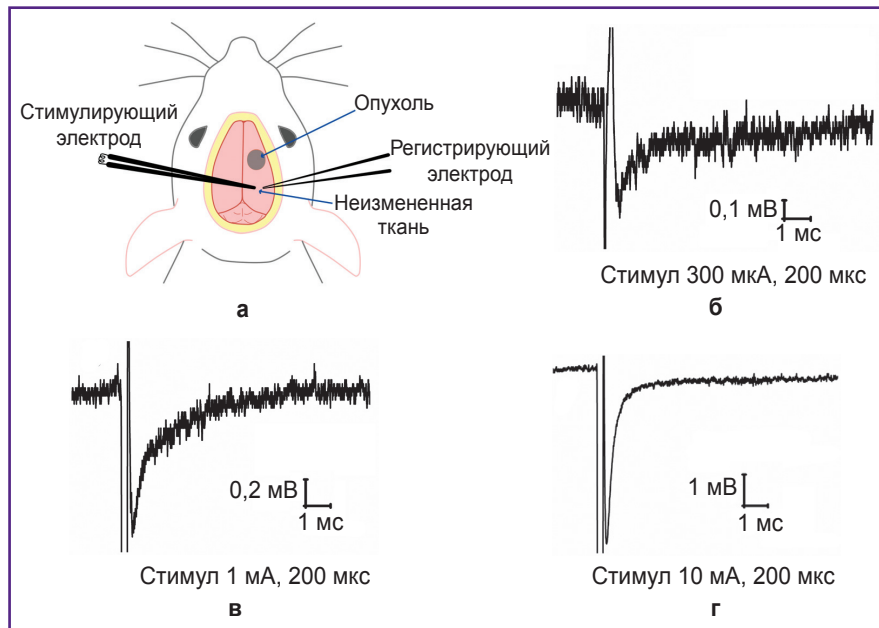 Стимулирующий
электрод
Опухоль
Регистрирующий
электрод
Неизмененная
ткань
а
0,1 мВ
1 мс
Стимул 300 мкА, 200 мкс
б
0,2 мВ
1 мс
Стимул 1 мА, 200 мкс
в
1 мВ
1 мс
Стимул 10 мА, 200 мкс
г